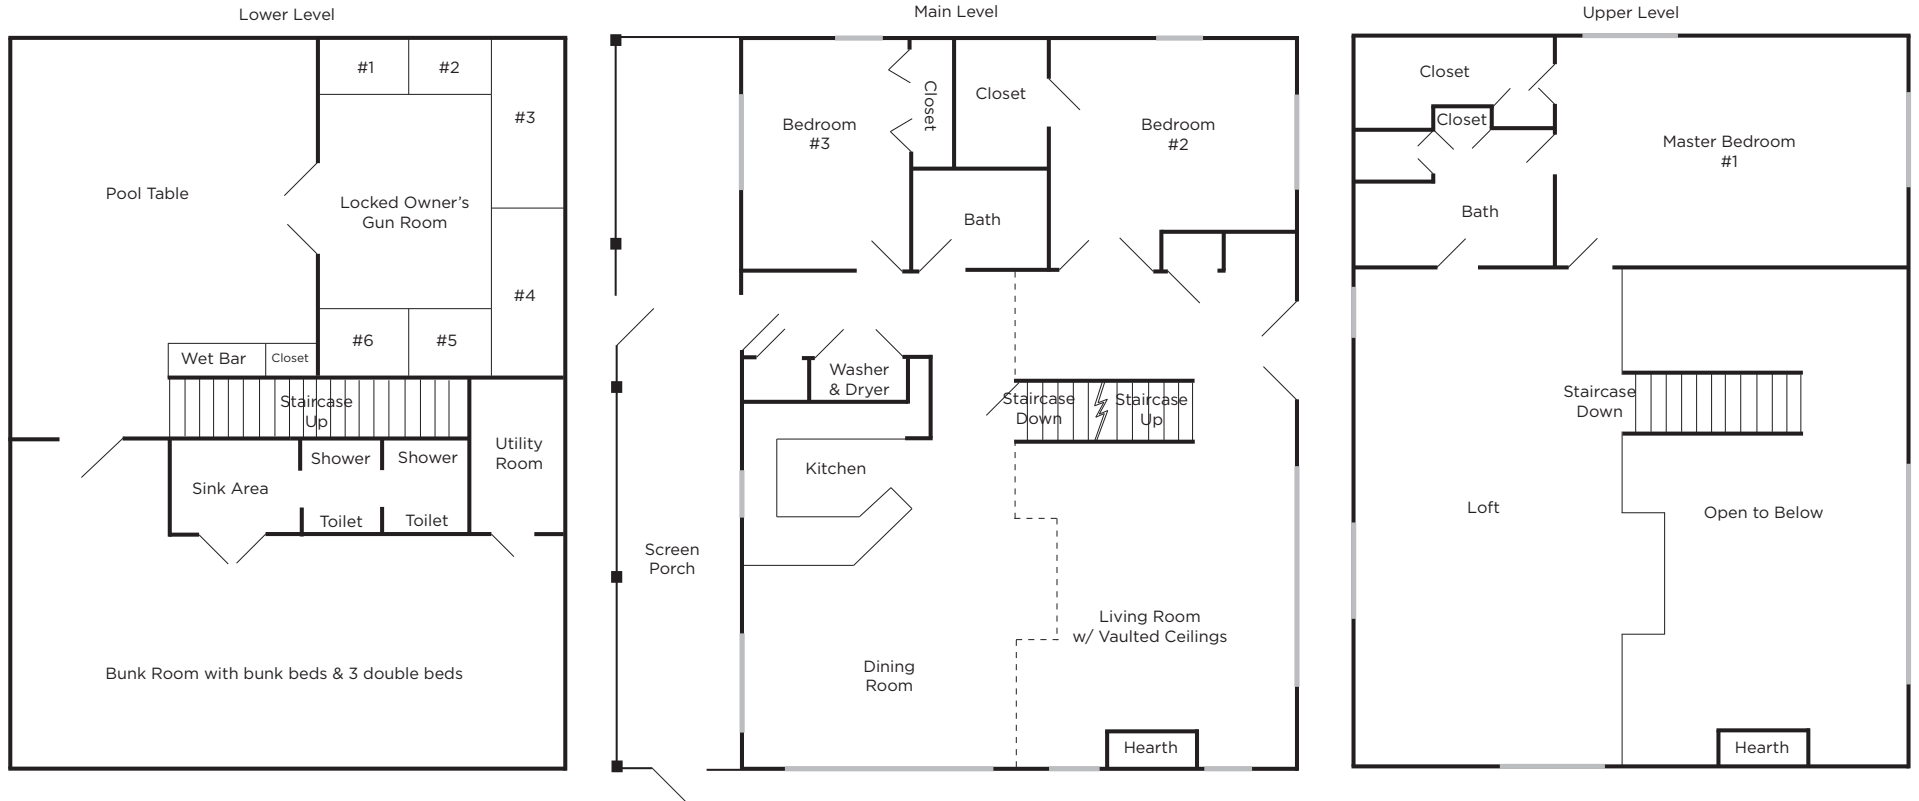 Lower Level
#1
#2
#3
Pool Table
Locked Owner's
Gun Room
#4
#6
#5
Wet Bar
Closet
Staircase
Up
Utility
Room
Shower
Shower
Sink Area
Toilet
Toilet
Bunk Room with bunk beds & 3 double beds
Main Level
Bedroom
#3
Closet
Closet
Bedroom
#2
Bath
Washer
& Dryer
Staircase
Down
Staircase
Up
Kitchen
Screen
Porch
Living Room
w/ Vaulted Ceilings
Dining
Room
Hearth
Upper Level
Closet
Closet
Master Bedroom
#1
Bath
Staircase
Down
Loft
Open to Below
Hearth